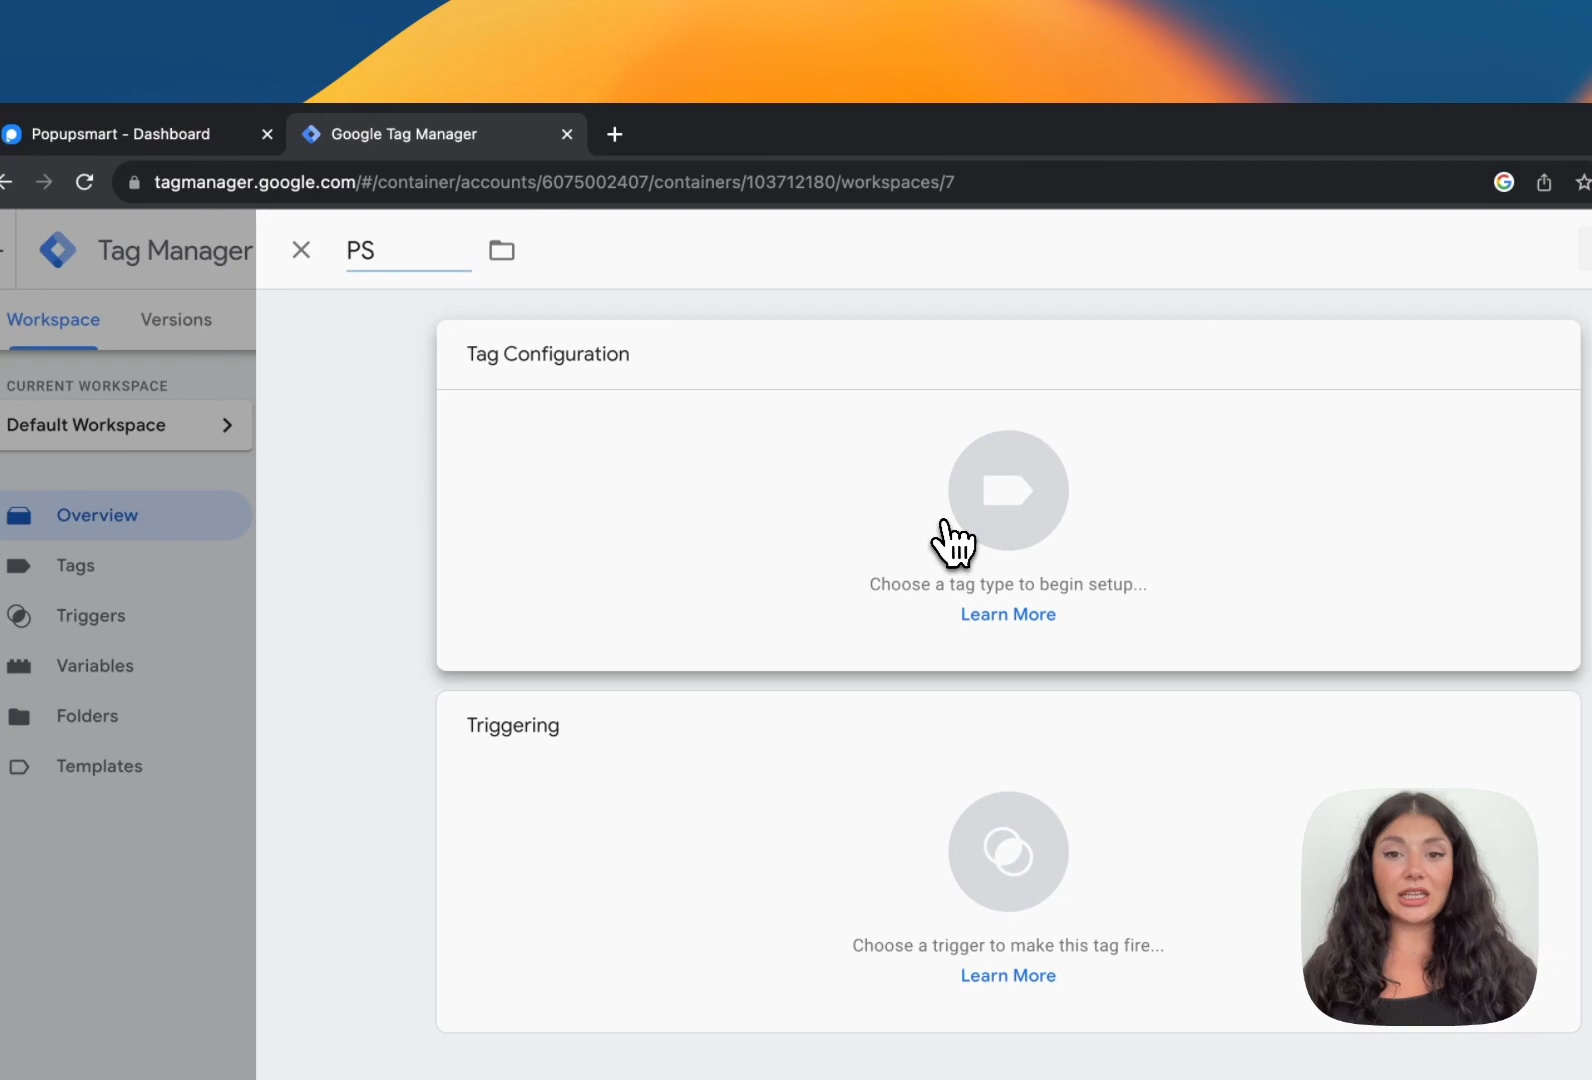 Popupsmart - Dashboard
Google Tag Manager
tagmanager.google.com/#/container/accounts/6075002407/containers/103712180/workspaces/7
Tag Manager
PS
Workspace
Versions
CURRENT WORKSPACE
Default Workspace
Overview
Tags
Triggers
Variables
Folders
Templates
Tag Configuration
Choose a tag type to begin setup...
Learn More
Triggering
Choose a trigger to make this tag fire...
Learn More